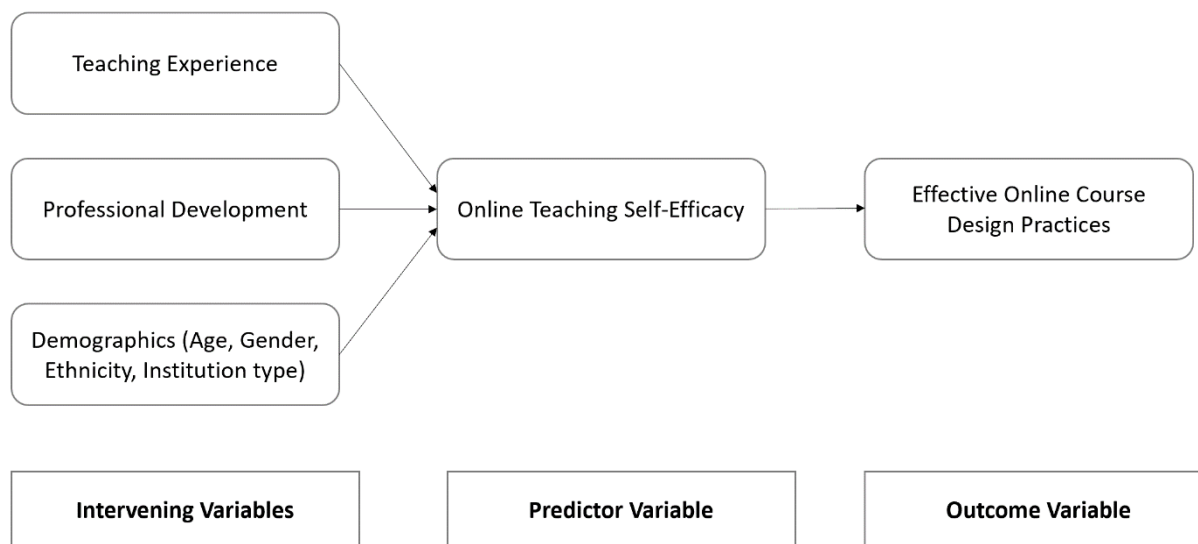 Teaching Experience
Professional Development
Online Teaching Self-Efficacy
Effective Online Course
Design Practices
Demographics (Age, Gender,
Ethnicity, Institution type)
Intervening Variables
Predictor Variable
Outcome Variable